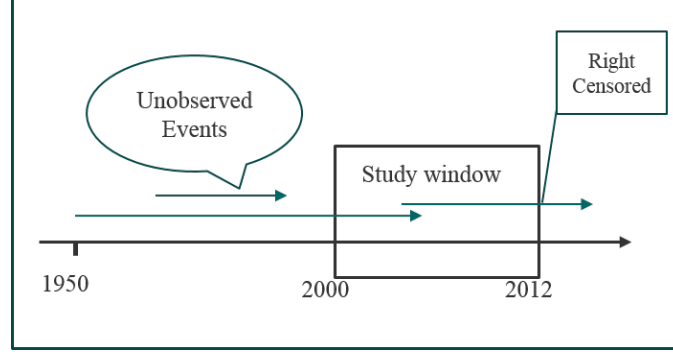 Right
Censored
Unobserved
Events
Study window
1950
2000
2012